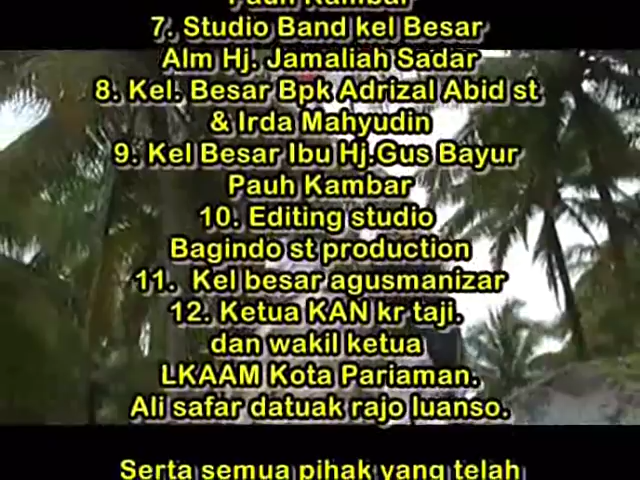 Pauh Kambar
7. Studio Band kel Besar
Alm Hj. Jamaliah Sadar
8. Kel. Besar Bpk Adrizal Abid st
& Irda Mahyudin
9. Kel Besar Ibu Hj.Gus Bayur
Pauh Kambar
10. Editing studio
Bagindo st production
11. Kel besar agusmanizar
12. Ketua KAN kr taji.
dan wakil ketua
LKAAM Kota Pariaman.
Ali safar datuak rajo luanso.
Serta semua pihak yang telah